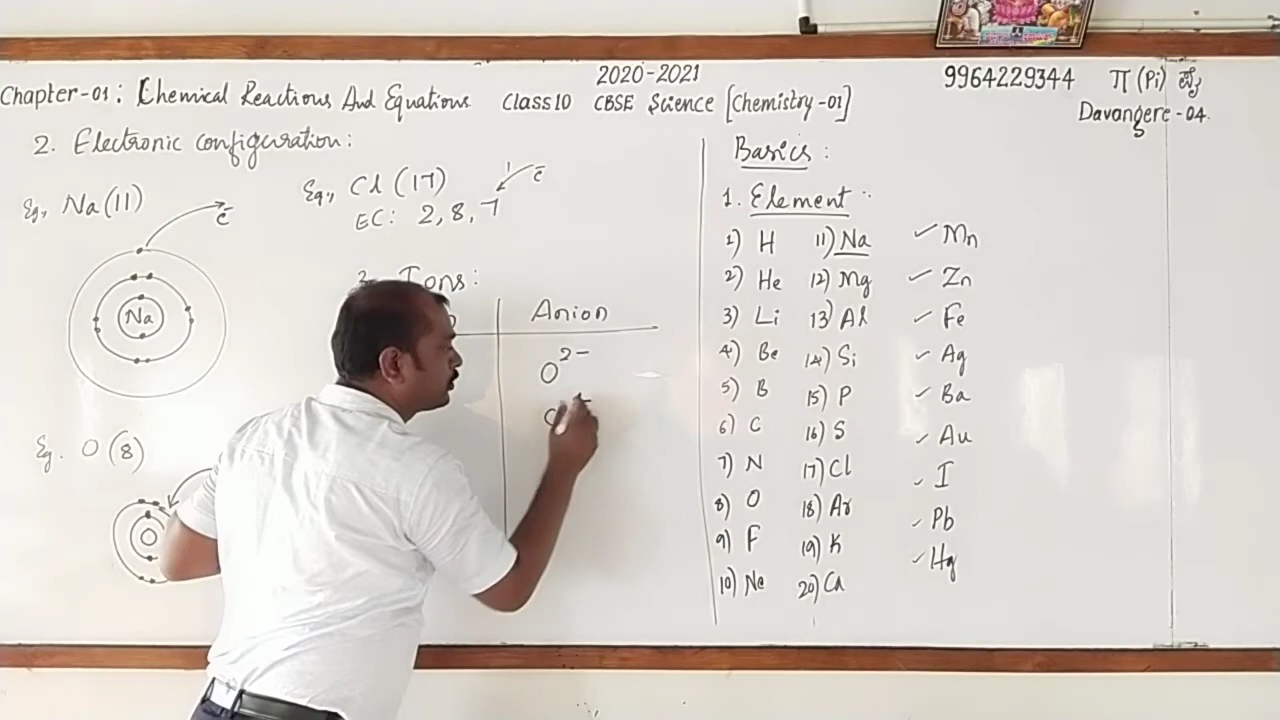 2020-2021
9964229344 π (Pi)
Chapter-01: Chemical Reactions And Equations Class 10 CBSE Science [Chemistry-01]
Davangere - 04.
2. Electronic configuration:
Eg, Na (11)
e̅
Na
Eg, Cl (17)
1 e̅
EC: 2, 8, 7
Eg. O (8)
Ions:
Anion
O²⁻
Basics:
1. Element :
1) H 11) Na ✓ Mn
2) He 12) Mg ✓ Zn
3) Li 13) Al ✓ Fe
4) Be 14) Si ✓ Ag
5) B 15) P ✓ Ba
6) C 16) S ✓ Au
7) N 17) Cl ✓ I
8) O 18) Ar ✓ Pb
9) F 19) K ✓ Hg
10) Ne 20) Ca